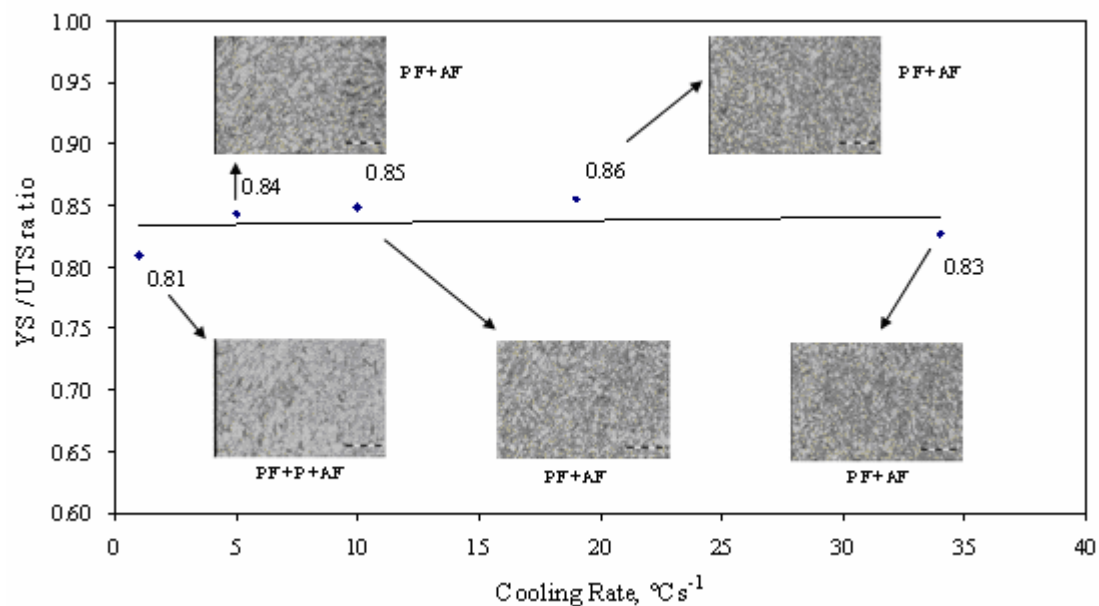 1.00
0.95
0.90
0.85
0.80
0.75
0.70
0.65
0.60
YS/UTS ratio
PF+AF
PF+AF
0.84
0.85
0.86
0.81
0.83
PF+P+AF
PF+AF
PF+AF
0 5 10 15 20 25 30 35 40
Cooling Rate, °Cs⁻¹